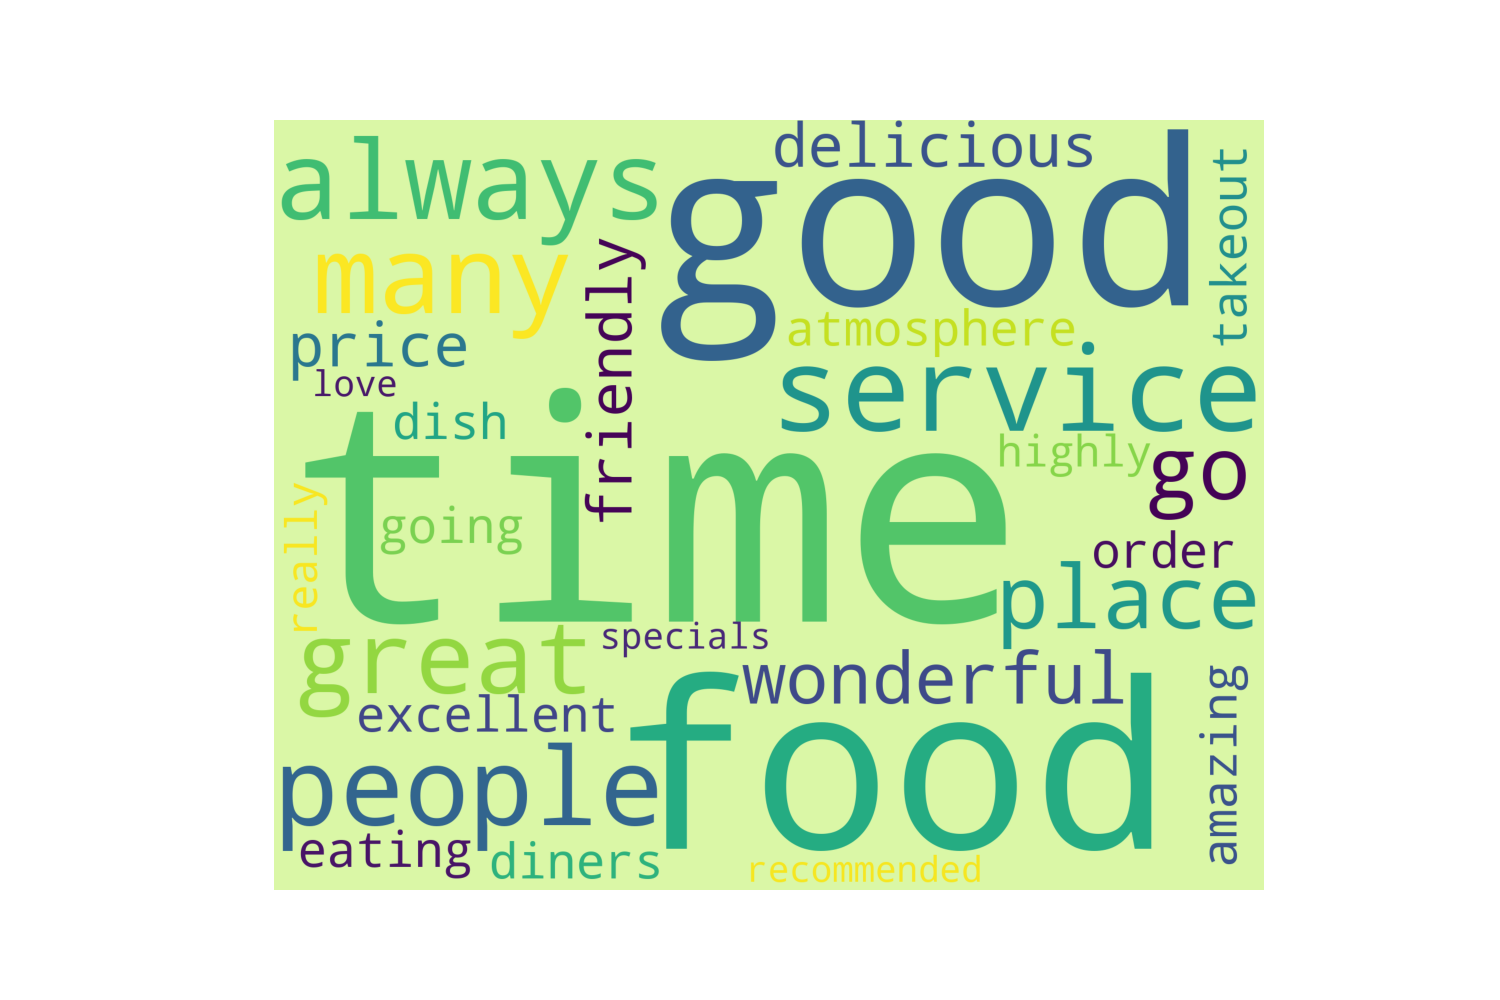 delicious
always
good
takeout
many
friendly
atmosphere
price
service
love
dish
time
highly
go
really
going
order
place
great
specials
wonderful
excellent
food
amazing
people
eating
diners
recommended